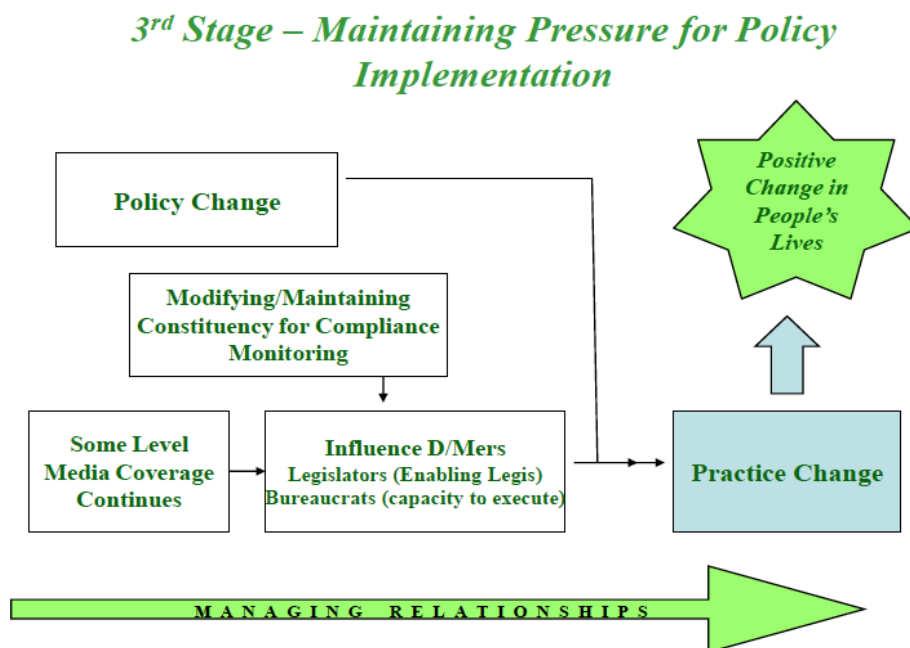 3rd Stage – Maintaining Pressure for Policy
Implementation
Positive
Change in
People’s
Lives
Policy Change
Modifying/Maintaining
Constituency for Compliance
Monitoring
Some Level
Media Coverage
Continues
Influence D/Mers
Legislators (Enabling Legis)
Bureaucrats (capacity to execute)
Practice Change
MANAGING RELATIONSHIPS